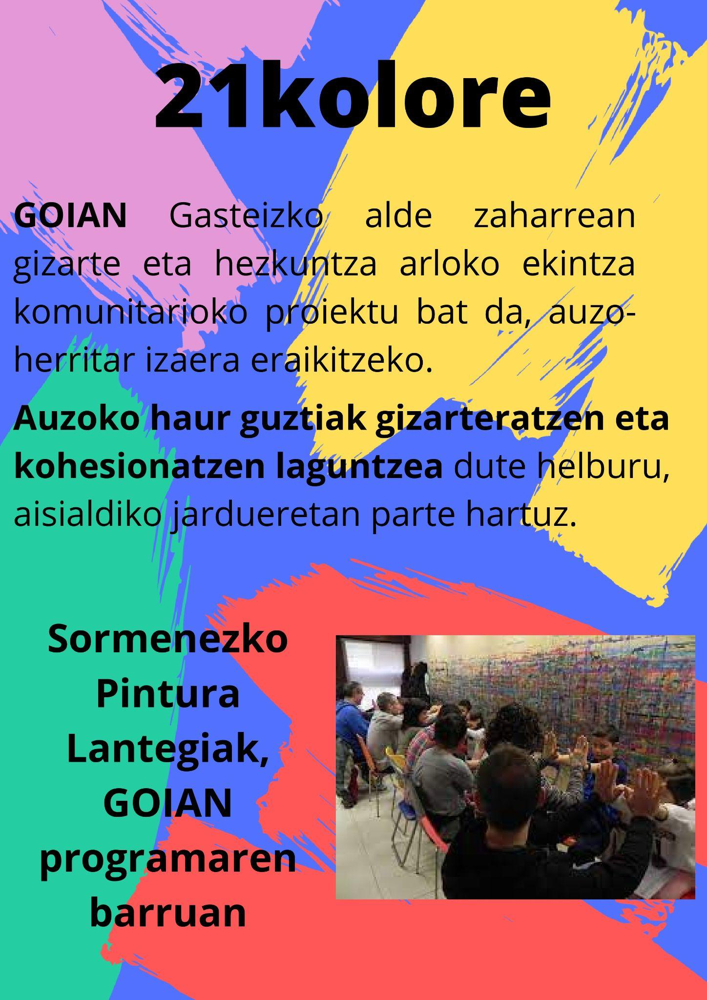 21kolore
GOIAN Gasteizko alde zaharrean
gizarte eta hezkuntza arloko ekintza
komunitarioko proiektu bat da, auzo-
herritar izaera eraikitzeko.
Auzoko haur guztiak gizarteratzen eta
kohesionatzen laguntzea dute helburu,
aisialdiko jardueretan parte hartuz.
Sormenezko
Pintura
Lantegiak,
GOIAN
programaren
barruan